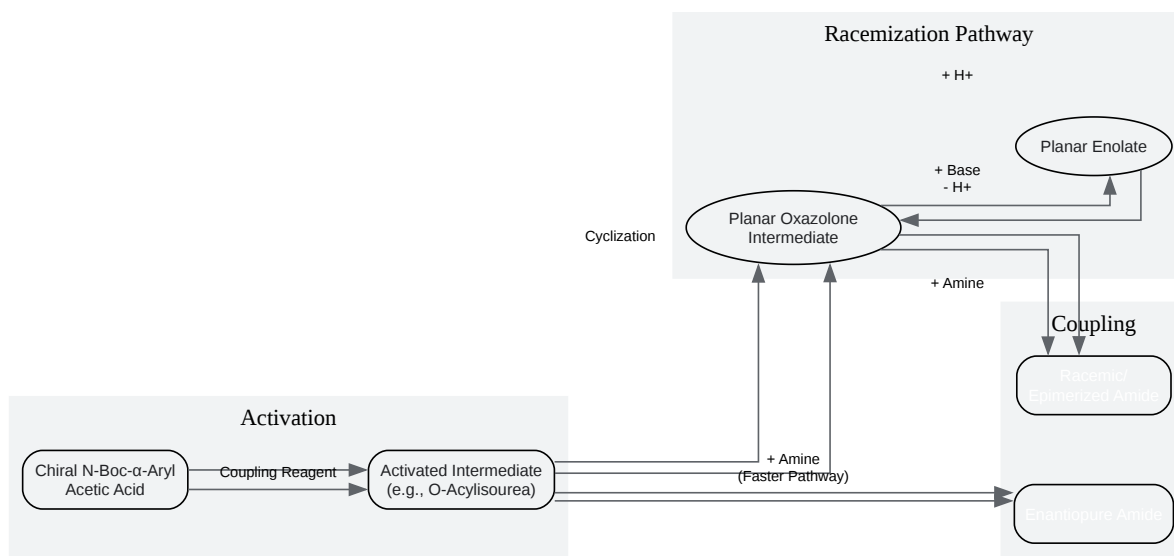 Racemization Pathway
+ H+
Planar Enolate
+ Base
- H+
Planar Oxazolone
Intermediate
Cyclization
+ Amine
Coupling
Racemic/
Epimerized Amide
Activation
Chiral N-Boc-α-Aryl
Acetic Acid
Coupling Reagent
Activated Intermediate
(e.g., O-Acylisourea)
+ Amine
(Faster Pathway)
Enantiopure Amide